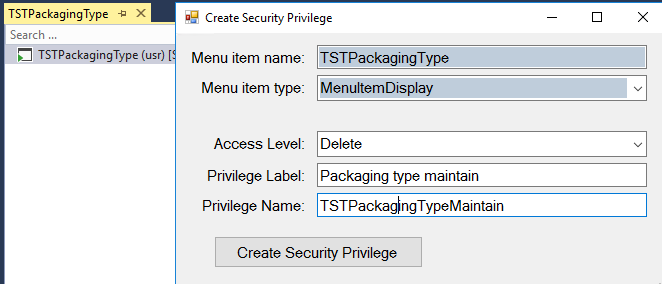 TSTPackagingType
Search ...
TSTPackagingType (usr) [S
Create Security Privilege
Menu item name: TSTPackagingType
Menu item type: MenuItemDisplay
Access Level: Delete
Privilege Label: Packaging type maintain
Privilege Name: TSTPackagingTypeMaintain
Create Security Privilege